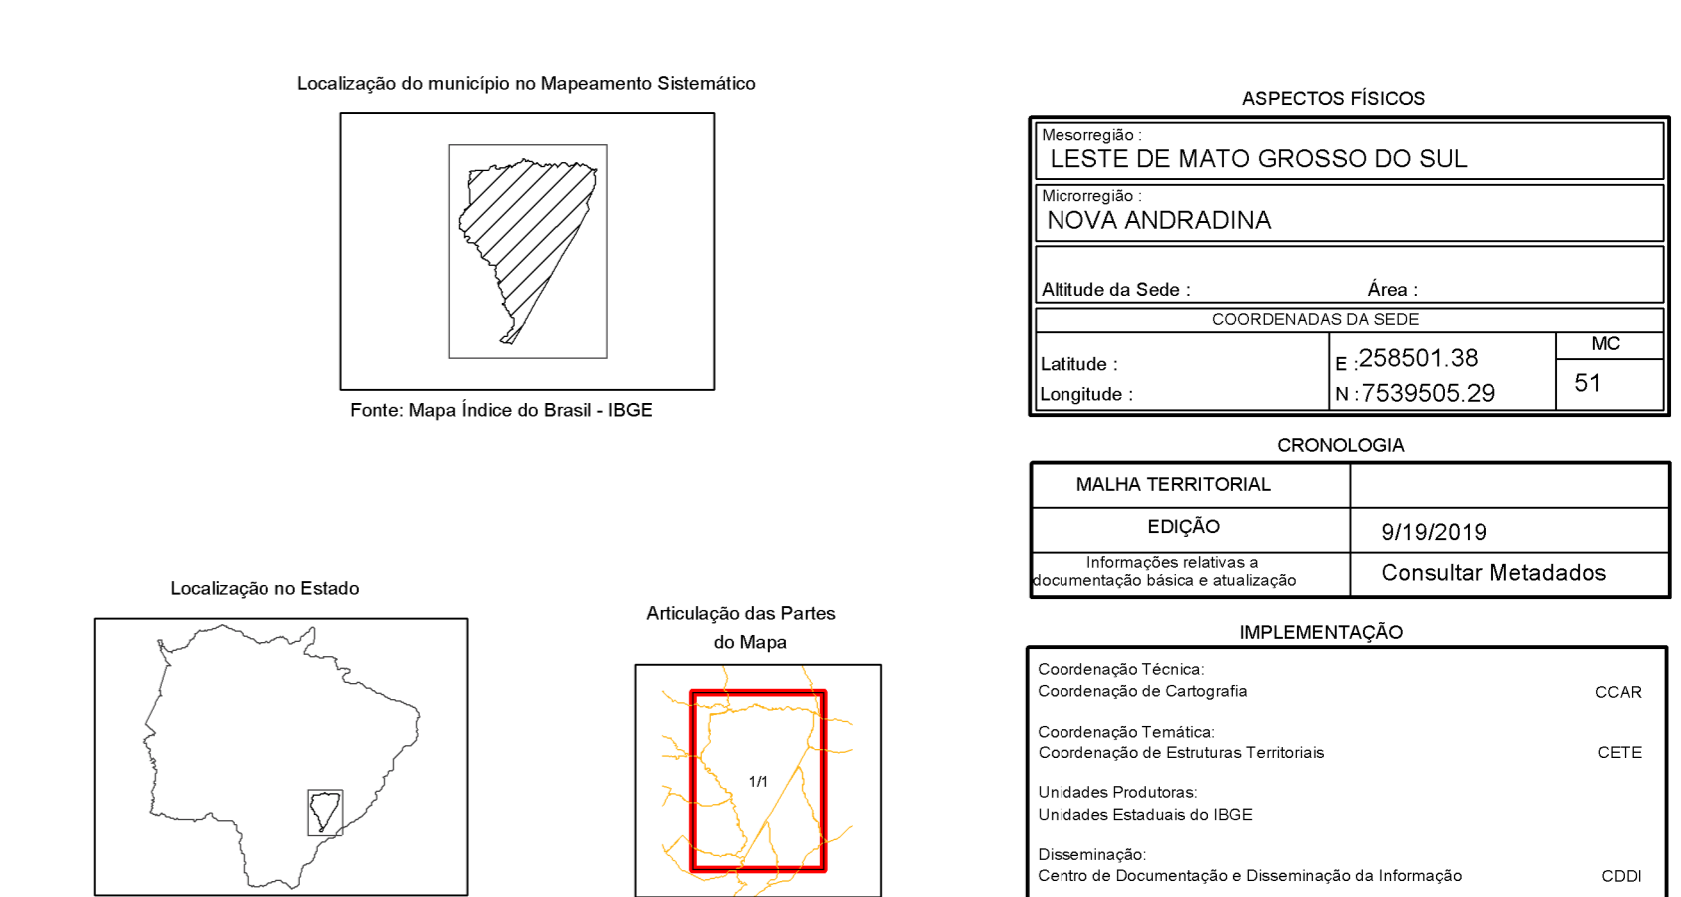 Localização do município no Mapeamento Sistemático
Fonte: Mapa Índice do Brasil - IBGE
Localização no Estado
Articulação das Partes
do Mapa
1/1
ASPECTOS FÍSICOS
Mesorregião :
LESTE DE MATO GROSSO DO SUL
Microrregião :
NOVA ANDRADINA
Altitude da Sede : Área :
COORDENADAS DA SEDE
MC
Latitude : E :258501.38
51
Longitude : N :7539505.29
CRONOLOGIA
MALHA TERRITORIAL
EDIÇÃO 9/19/2019
Informações relativas a
documentação básica e atualização Consultar Metadados
IMPLEMENTAÇÃO
Coordenação Técnica:
Coordenação de Cartografia CCAR
Coordenação Temática:
Coordenação de Estruturas Territoriais CETE
Unidades Produtoras:
Unidades Estaduais do IBGE
Disseminação:
Centro de Documentação e Disseminação da Informação CDDI